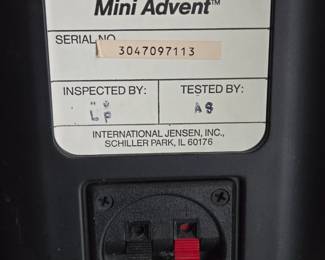 Mini Advent™
SERIAL NO.
3047097113
INSPECTED BY: TESTED BY:
LP AS
INTERNATIONAL JENSEN, INC.,
SCHILLER PARK, IL 60176